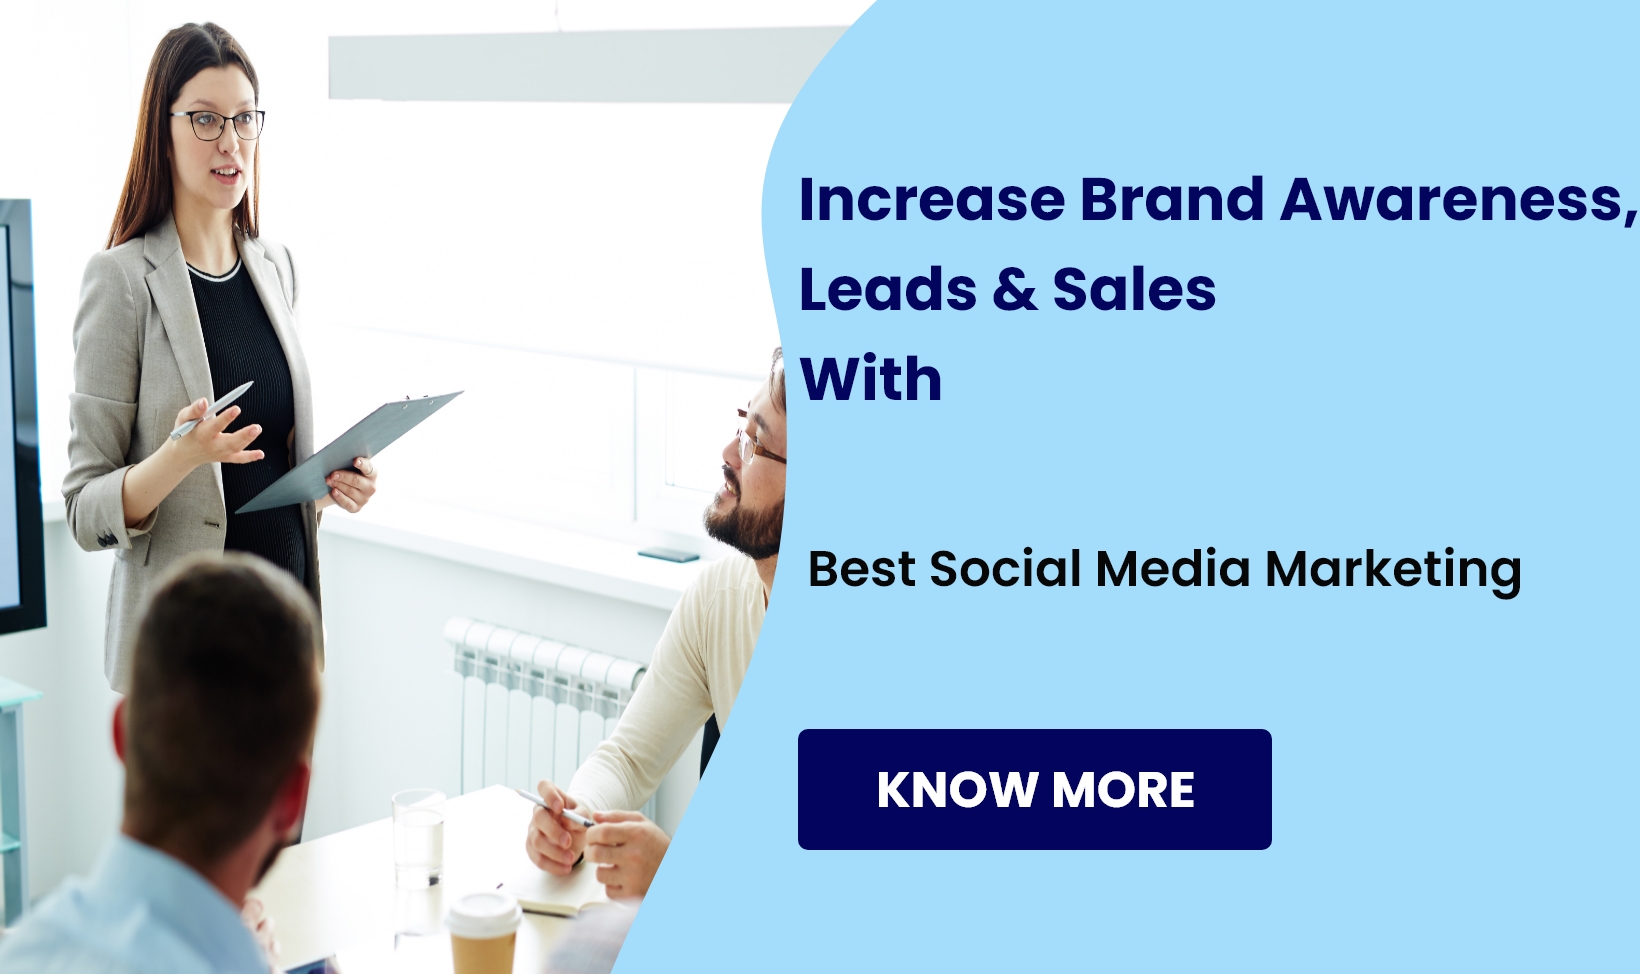 Increase Brand Awareness,
Leads & Sales
With
Best Social Media Marketing
KNOW MORE